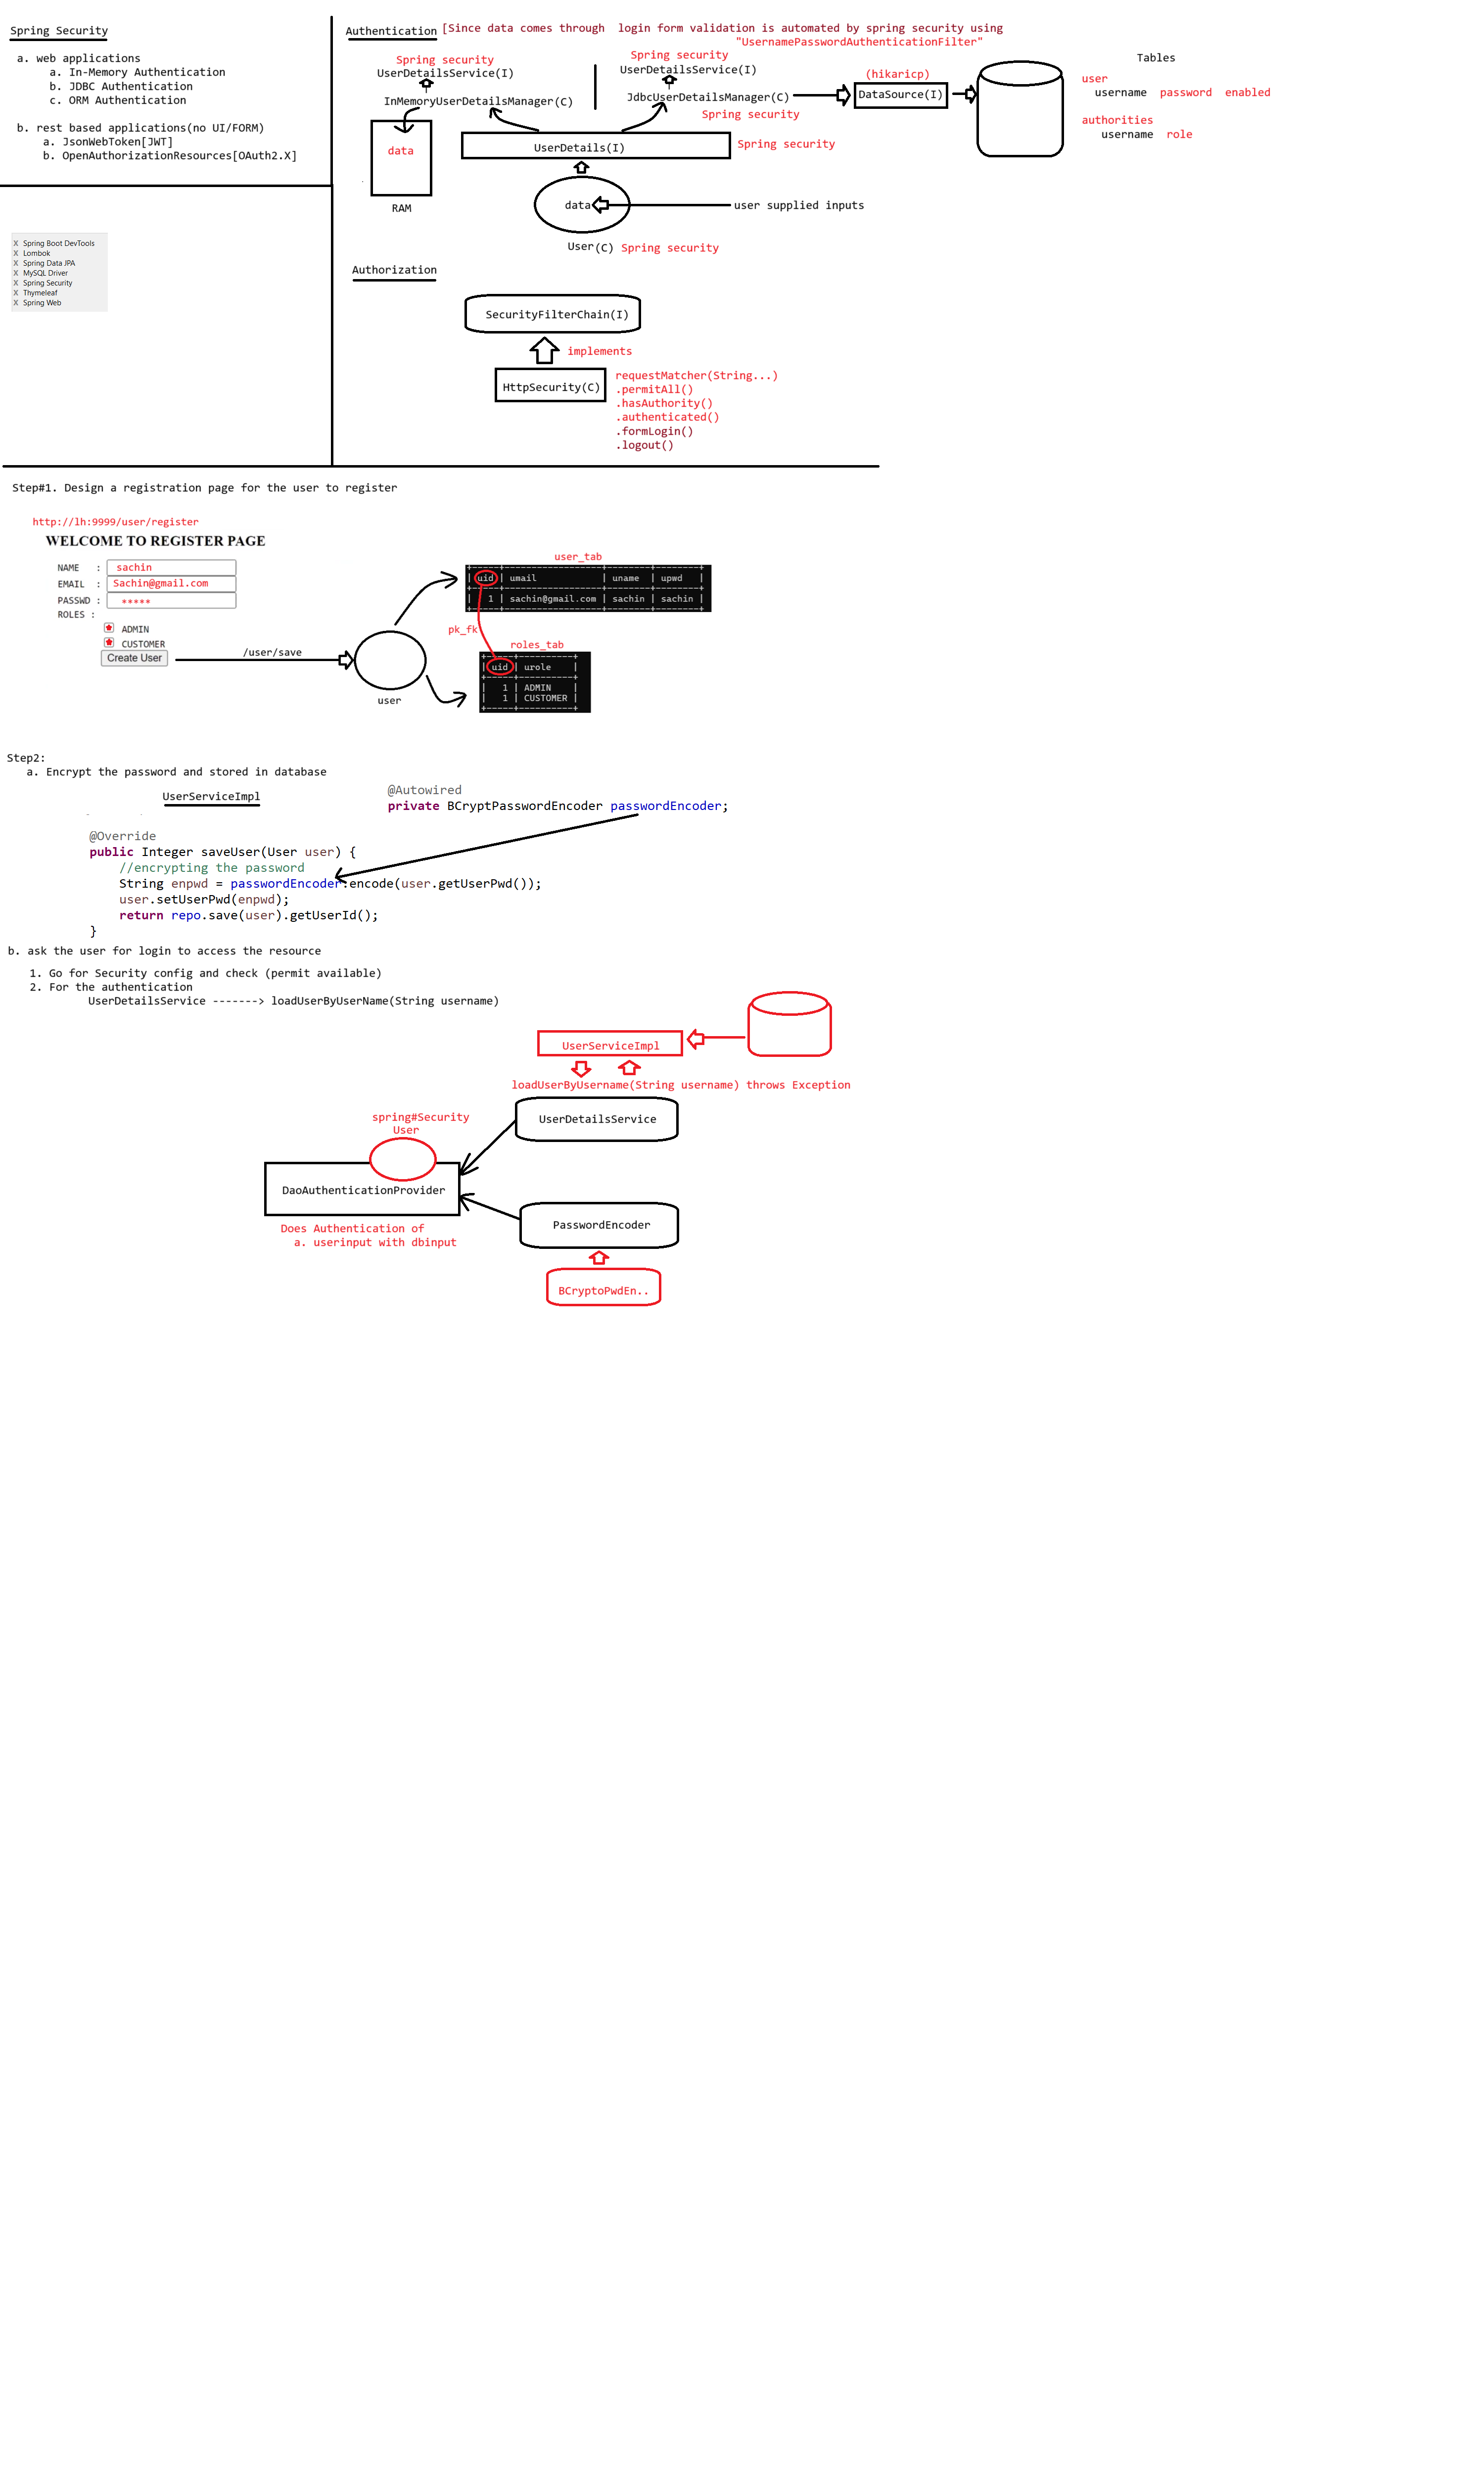 Spring Security
a. web applications
a. In-Memory Authentication
b. JDBC Authentication
c. ORM Authentication
b. rest based applications(no UI/FORM)
a. JsonWebToken[JWT]
b. OpenAuthorizationResources[OAuth2.X]
X Spring Boot DevTools
X Lombok
X Spring Data JPA
X MySQL Driver
X Spring Security
X Thymeleaf
X Spring Web
Authentication [Since data comes through login form validation is automated by spring security using
"UsernamePasswordAuthenticationFilter"
Spring security
UserDetailsService(I)
InMemoryUserDetailsManager(C)
data
RAM
Spring security
UserDetailsService(I)
JdbcUserDetailsManager(C)
Spring security
(hikaricp)
DataSource(I)
Tables
user
username password enabled
authorities
username role
UserDetails(I)
Spring security
data
user supplied inputs
User(C) Spring security
Authorization
SecurityFilterChain(I)
implements
HttpSecurity(C)
requestMatcher(String...)
.permitAll()
.hasAuthority()
.authenticated()
.formLogin()
.logout()
Step#1. Design a registration page for the user to register
http://lh:9999/user/register
WELCOME TO REGISTER PAGE
NAME : sachin
EMAIL : Sachin@gmail.com
PASSWD : *****
ROLES :
ADMIN
CUSTOMER
Create User
/user/save
user
user_tab
+-----+------------------+--------+--------+
| uid | umail | uname | upwd |
+-----+------------------+--------+--------+
| 1 | sachin@gmail.com | sachin | sachin |
+-----+------------------+--------+--------+
pk_fk
roles_tab
+-----+----------+
| uid | urole |
+-----+----------+
| 1 | ADMIN |
| 1 | CUSTOMER |
+-----+----------+
Step2:
a. Encrypt the password and stored in database
UserServiceImpl
@Autowired
private BCryptPasswordEncoder passwordEncoder;
@Override
public Integer saveUser(User user) {
//encrypting the password
String enpwd = passwordEncoder.encode(user.getUserPwd());
user.setUserPwd(enpwd);
return repo.save(user).getUserId();
}
b. ask the user for login to access the resource
1. Go for Security config and check (permit available)
2. For the authentication
UserDetailsService -------> loadUserByUserName(String username)
UserServiceImpl
loadUserByUsername(String username) throws Exception
UserDetailsService
spring#Security
User
DaoAuthenticationProvider
Does Authentication of
a. userinput with dbinput
PasswordEncoder
BCryptoPwdEn..